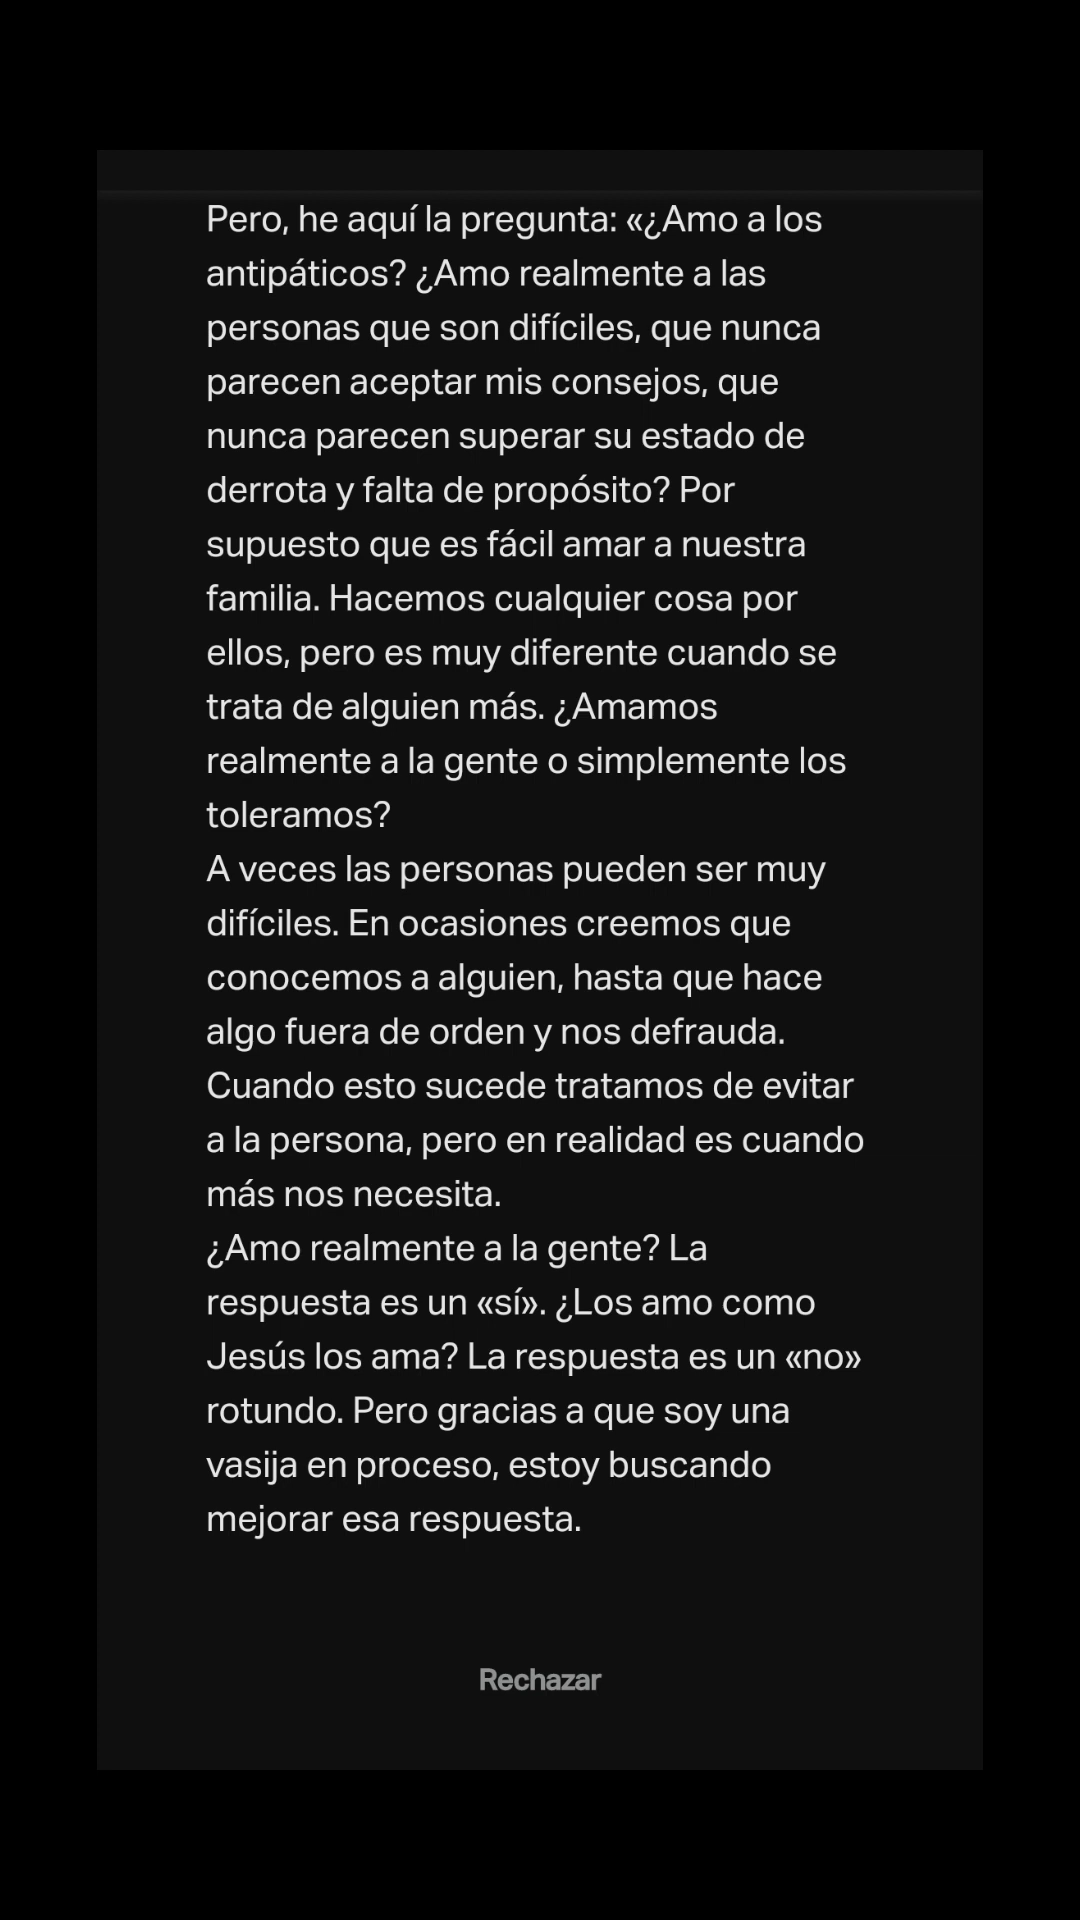 Pero, he aquí la pregunta: «¿Amo a los
antipáticos? ¿Amo realmente a las
personas que son difíciles, que nunca
parecen aceptar mis consejos, que
nunca parecen superar su estado de
derrota y falta de propósito? Por
supuesto que es fácil amar a nuestra
familia. Hacemos cualquier cosa por
ellos, pero es muy diferente cuando se
trata de alguien más. ¿Amamos
realmente a la gente o simplemente los
toleramos?
A veces las personas pueden ser muy
difíciles. En ocasiones creemos que
conocemos a alguien, hasta que hace
algo fuera de orden y nos defrauda.
Cuando esto sucede tratamos de evitar
a la persona, pero en realidad es cuando
más nos necesita.
¿Amo realmente a la gente? La
respuesta es un «sí». ¿Los amo como
Jesús los ama? La respuesta es un «no»
rotundo. Pero gracias a que soy una
vasija en proceso, estoy buscando
mejorar esa respuesta.
Rechazar